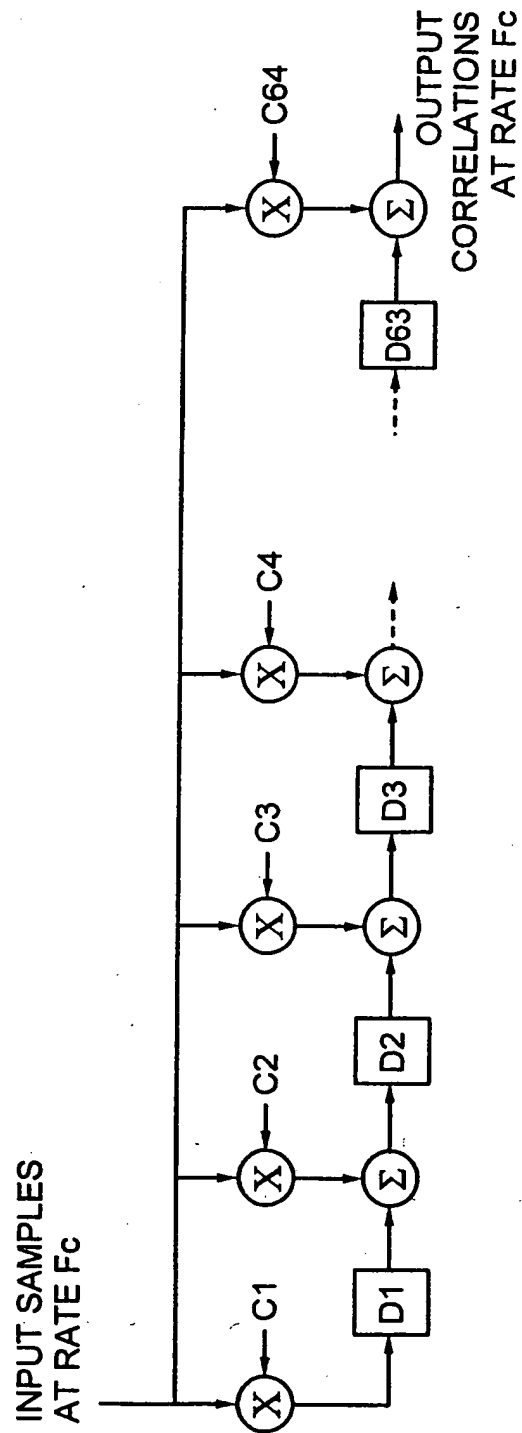 INPUT SAMPLES
AT RATE Fc
C1
C2
C3
C4
C64
X
X
X
X
X
D1
Σ
D2
Σ
D3
Σ
D63
Σ
OUTPUT
CORRELATIONS
AT RATE Fc